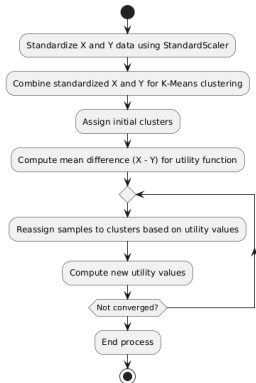 Standardize X and Y data using StandardScaler
Combine standardized X and Y for K-Means clustering
Assign initial clusters
Compute mean difference (X - Y) for utility function
Reassign samples to clusters based on utility values
Compute new utility values
Not converged?
End process